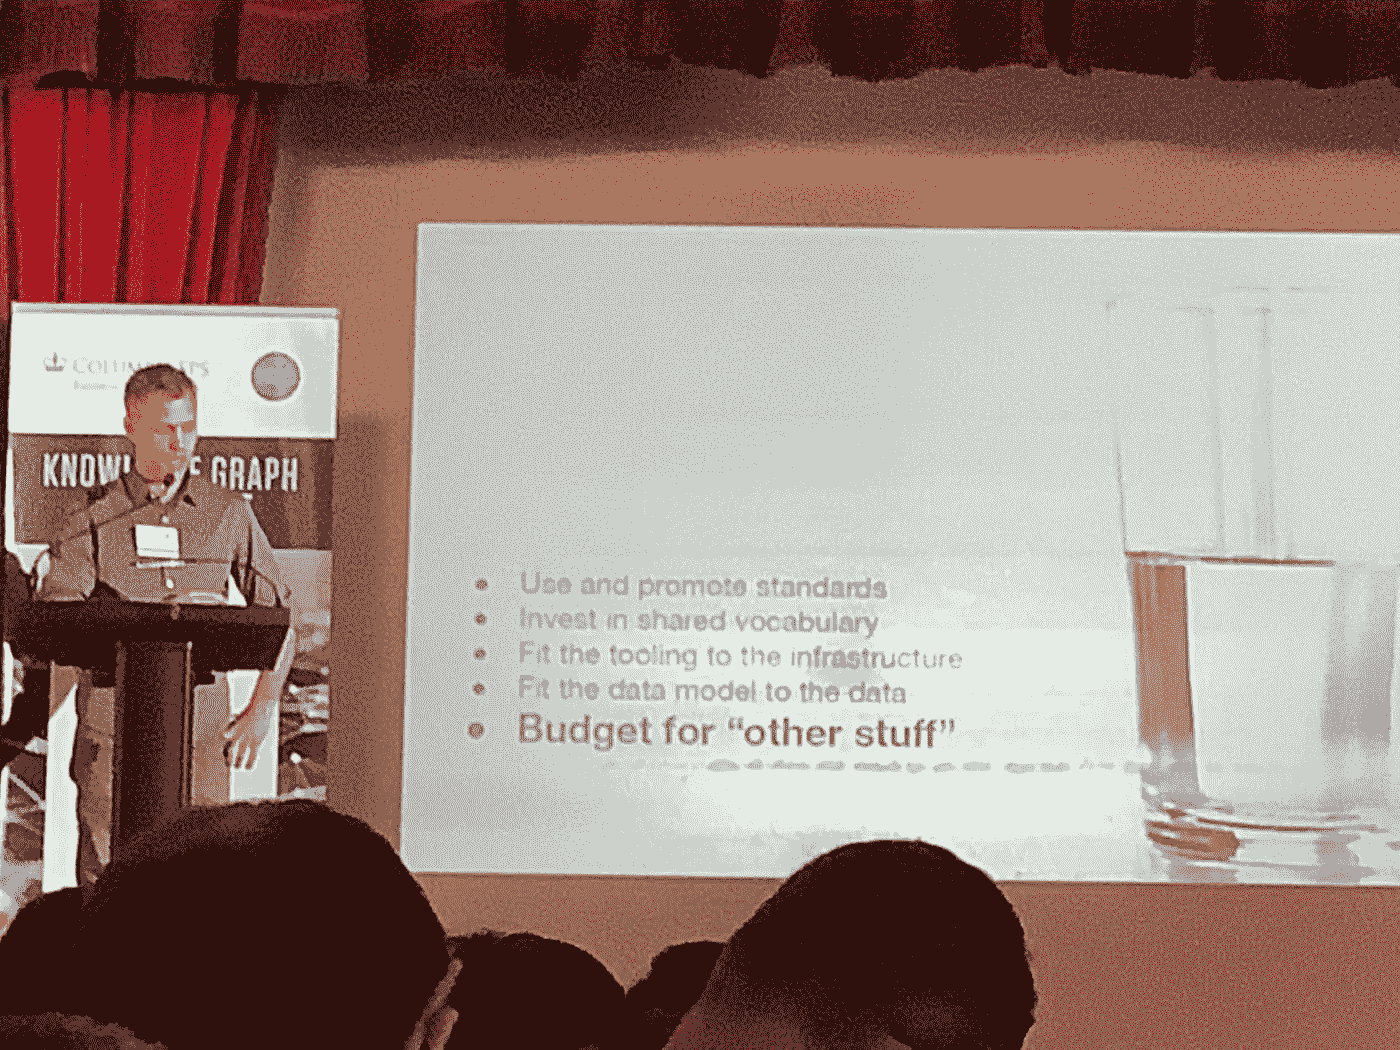 KNOW GRAPH
Use and promote standards
Invest in shared vocabulary
Fit the tooling to the infrastructure
Fit the data model to the data
Budget for “other stuff”